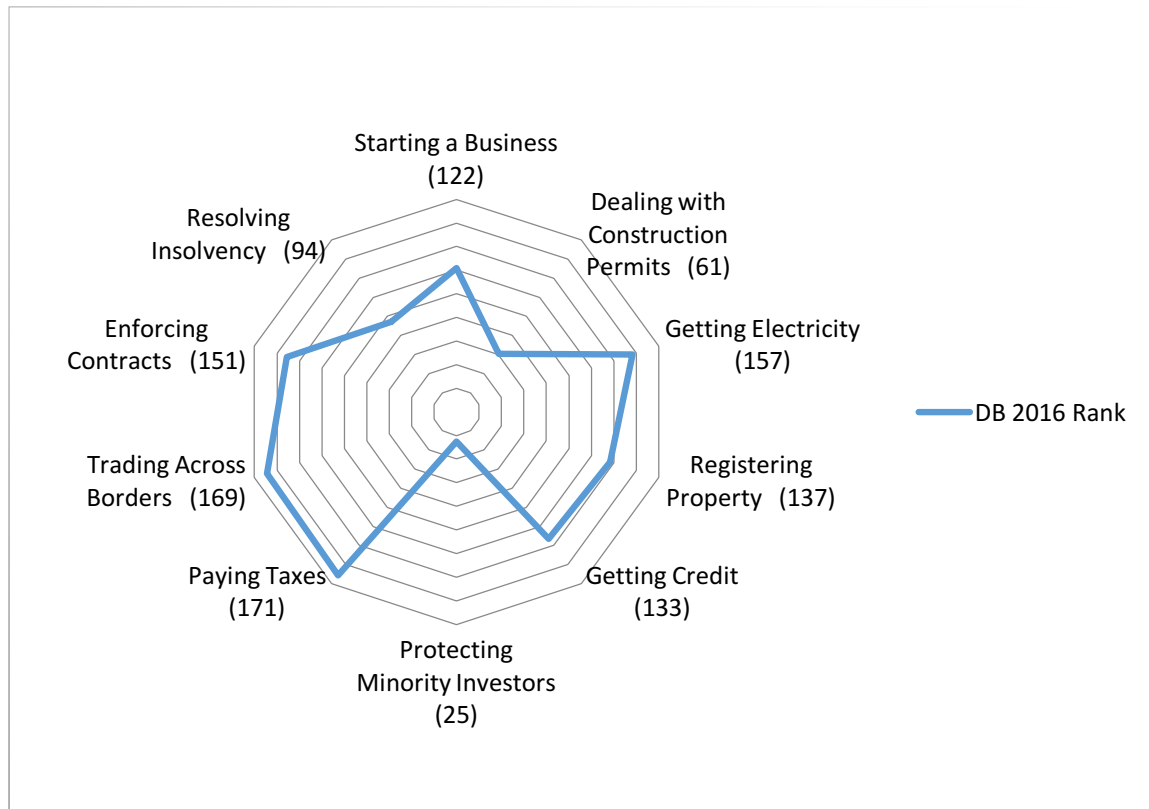 Starting a Business
(122)
Dealing with
Construction
Permits (61)
Getting Electricity
(157)
Registering
Property (137)
Getting Credit
(133)
Protecting
Minority Investors
(25)
Paying Taxes
(171)
Trading Across
Borders (169)
Enforcing
Contracts (151)
Resolving
Insolvency (94)
DB 2016 Rank